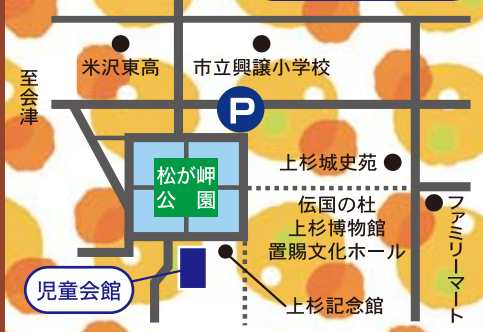 米沢東高
市立興譲小学校
至会津
P
松が岬
公園
上杉城史苑
伝国の杜
上杉博物館
置賜文化ホール
ファミリーマート
児童会館
上杉記念館